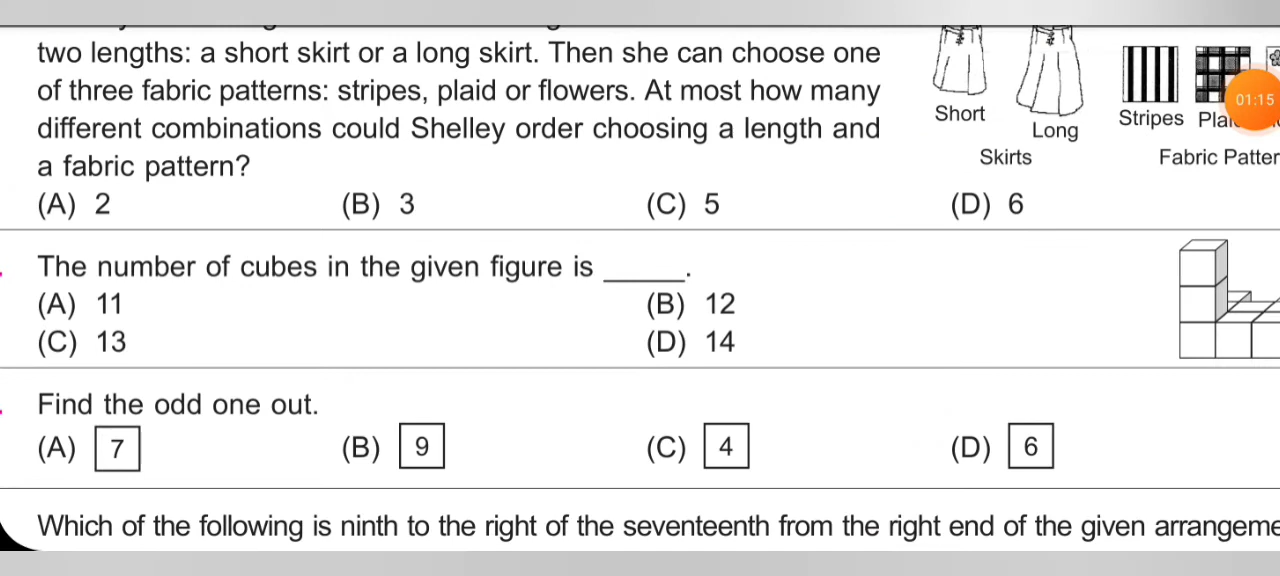 two lengths: a short skirt or a long skirt. Then she can choose one
of three fabric patterns: stripes, plaid or flowers. At most how many
different combinations could Shelley order choosing a length and
a fabric pattern?
(A) 2 (B) 3 (C) 5 (D) 6
Short
Long
Skirts
Stripes
01:15
Fabric
The number of cubes in the given figure is _____.
(A) 11 (B) 12
(C) 13 (D) 14
Find the odd one out.
(A) 7 (B) 9 (C) 4 (D) 6
Which of the following is ninth to the right of the seventeenth from the right end of the given